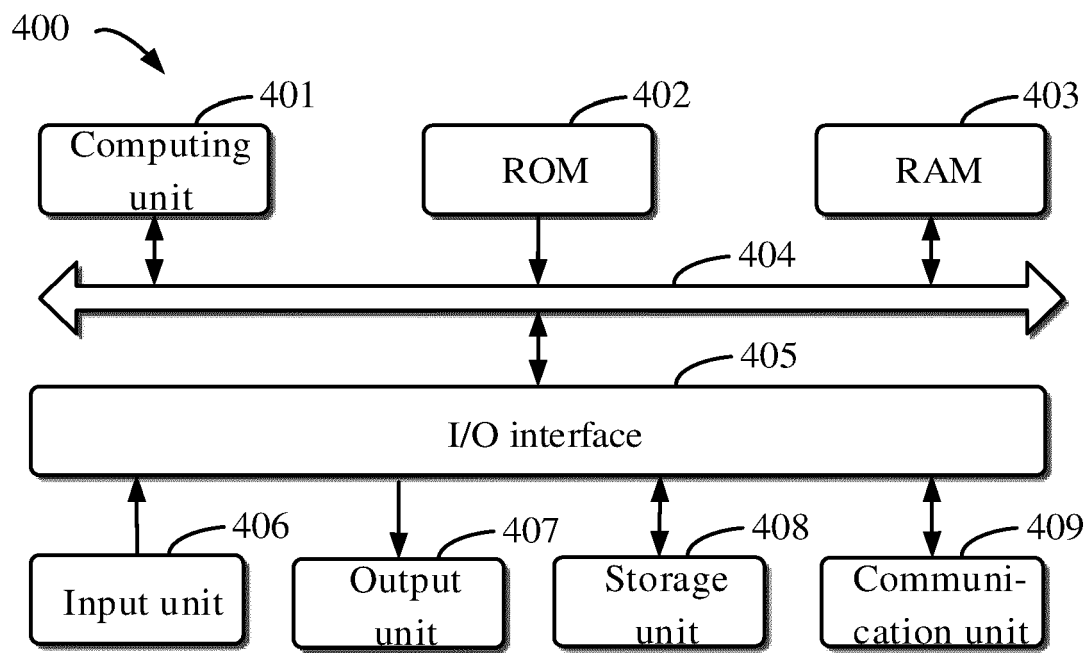 400
401
402
403
Computing
unit
ROM
RAM
404
405
I/O interface
406
407
408
409
Input unit
Output
unit
Storage
unit
Communi-
cation unit